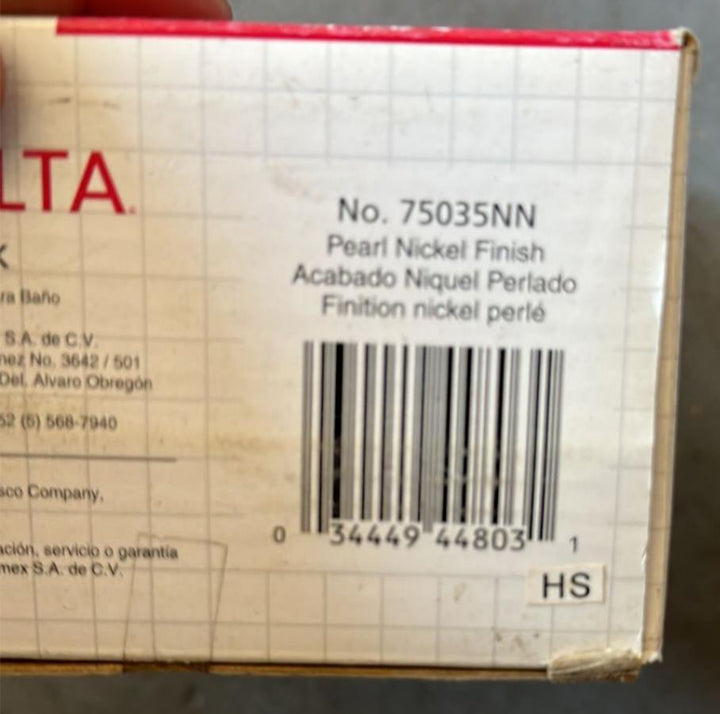 LTA
No. 75035NN
Pearl Nickel Finish
Acabado Niquel Perlado
Finition nickel perlé
ra Baño
S.A. de C.V.
nez No. 3642 / 501
Del. Alvaro Obregón
52 (5) 568-7940
sco Company,
ación, servicio o garantía
mex S.A. de C.V.
0 34449 44803 1
HS